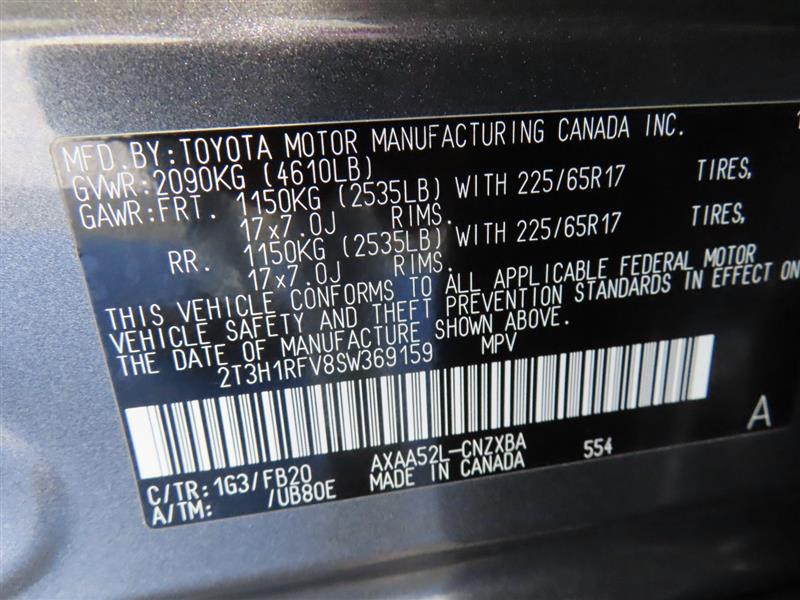 MFD.BY:TOYOTA MOTOR MANUFACTURING CANADA INC.
GVWR:2090KG (4610LB)
GAWR:FRT. 1150KG (2535LB) WITH 225/65R17 TIRES,
17x7.0J RIMS.
RR. 1150KG (2535LB) WITH 225/65R17 TIRES,
17x7.0J RIMS.
THIS VEHICLE CONFORMS TO ALL APPLICABLE FEDERAL MOTOR
VEHICLE SAFETY AND THEFT PREVENTION STANDARDS IN EFFECT ON
THE DATE OF MANUFACTURE SHOWN ABOVE.
2T3H1RFV8SW369159 MPV
A
C/TR:1G3/FB20 AXAA52L-CNZXBA 554
A/TM: /UB80E MADE IN CANADA